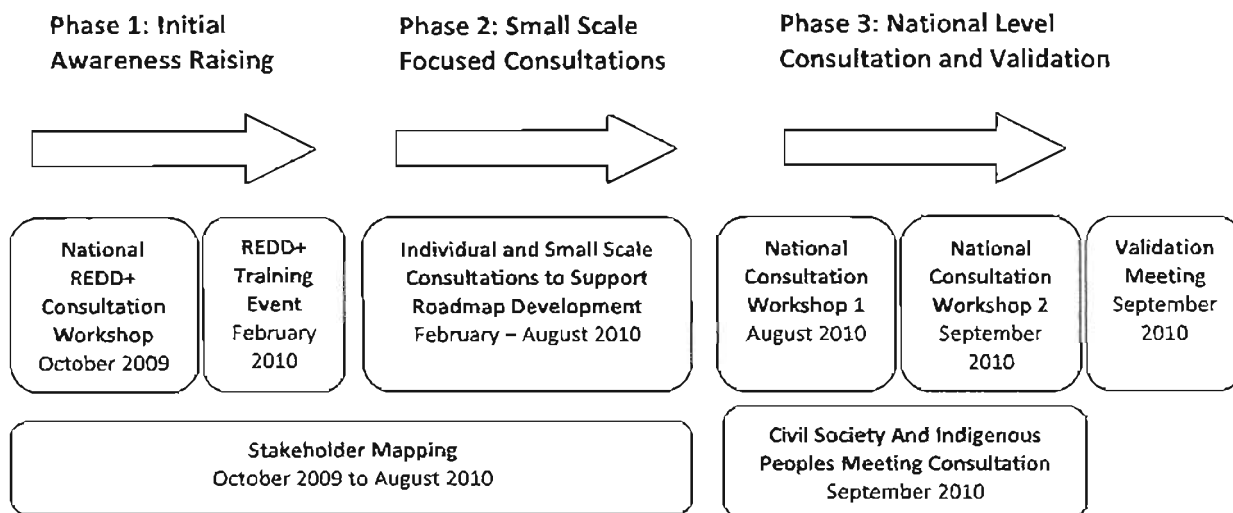 Phase 1: Initial
Awareness Raising
Phase 2: Small Scale
Focused Consultations
Phase 3: National Level
Consultation and Validation
National
REDD+
Consultation
Workshop
October 2009
REDD+
Training
Event
February
2010
Individual and Small Scale
Consultations to Support
Roadmap Development
February – August 2010
National
Consultation
Workshop 1
August 2010
National
Consultation
Workshop 2
September
2010
Validation
Meeting
September
2010
Stakeholder Mapping
October 2009 to August 2010
Civil Society And Indigenous
Peoples Meeting Consultation
September 2010